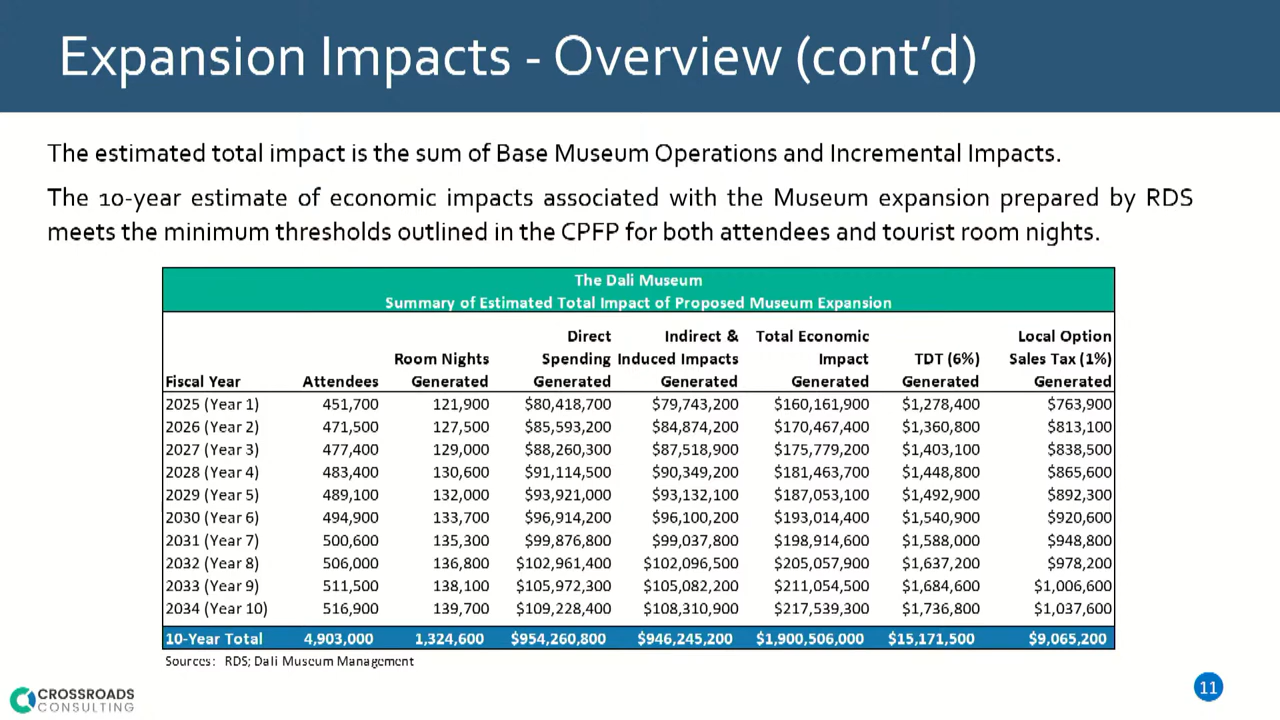 Expansion Impacts - Overview (cont'd)
The estimated total impact is the sum of Base Museum Operations and Incremental Impacts.
The 10-year estimate of economic impacts associated with the Museum expansion prepared by RDS
meets the minimum thresholds outlined in the CPFP for both attendees and tourist room nights.
The Dali Museum
Summary of Estimated Total Impact of Proposed Museum Expansion
Direct Indirect & Total Economic Local Option
Room Nights Spending Induced Impacts Impact TDT (6%) Sales Tax (1%)
Fiscal Year Attendees Generated Generated Generated Generated Generated Generated
2025 (Year 1) 451,700 121,900 $80,418,700 $79,743,200 $160,161,900 $1,278,400 $763,900
2026 (Year 2) 471,500 127,500 $85,593,200 $84,874,200 $170,467,400 $1,360,800 $813,100
2027 (Year 3) 477,400 129,000 $88,260,300 $87,518,900 $175,779,200 $1,403,100 $838,500
2028 (Year 4) 483,400 130,600 $91,114,500 $90,349,200 $181,463,700 $1,448,800 $865,600
2029 (Year 5) 489,100 132,000 $93,921,000 $93,132,100 $187,053,100 $1,492,900 $892,300
2030 (Year 6) 494,900 133,700 $96,914,200 $96,100,200 $193,014,400 $1,540,900 $920,600
2031 (Year 7) 500,600 135,300 $99,876,800 $99,037,800 $198,914,600 $1,588,000 $948,800
2032 (Year 8) 506,000 136,800 $102,961,400 $102,096,500 $205,057,900 $1,637,200 $978,200
2033 (Year 9) 511,500 138,100 $105,972,300 $105,082,200 $211,054,500 $1,684,600 $1,006,600
2034 (Year 10) 516,900 139,700 $109,228,400 $108,310,900 $217,539,300 $1,736,800 $1,037,600
10-Year Total 4,903,000 1,324,600 $954,260,800 $946,245,200 $1,900,506,000 $15,171,500 $9,065,200
Sources: RDS; Dali Museum Management
CROSSROADS
CONSULTING
11